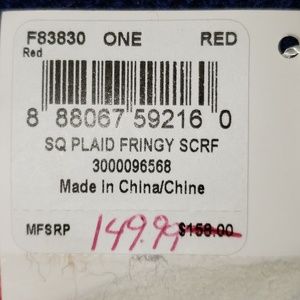 F83830 ONE RED
Red
8 88067 59216 0
SQ PLAID FRINGY SCRF
3000096568
Made In China/Chine
MFSRP 149.99 $158.00